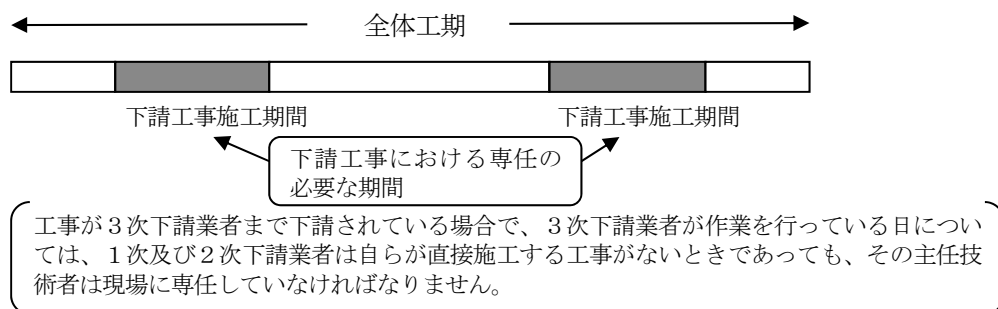 全体工期
下請工事施工期間
下請工事施工期間
下請工事における専任の
必要な期間
工事が３次下請業者まで下請されている場合で、３次下請業者が作業を行っている日につい
ては、１次及び２次下請業者は自らが直接施工する工事がないときであっても、その主任技
術者は現場に専任していなければなりません。